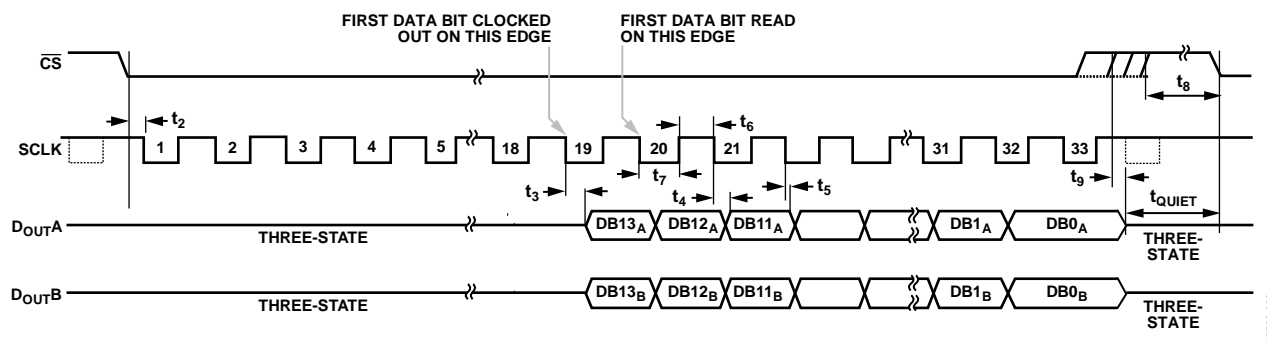 FIRST DATA BIT CLOCKED
OUT ON THIS EDGE
FIRST DATA BIT READ
ON THIS EDGE
CS
t8
t2
t6
SCLK
1 2 3 4 5 18 19 20 21 31 32 33
t3
t7
t4
t5
t9
tQUIET
DOUTA
THREE-STATE
DB13A DB12A DB11A DB1A DB0A
THREE-
STATE
DOUTB
THREE-STATE
DB13B DB12B DB11B DB1B DB0B
THREE-
STATE